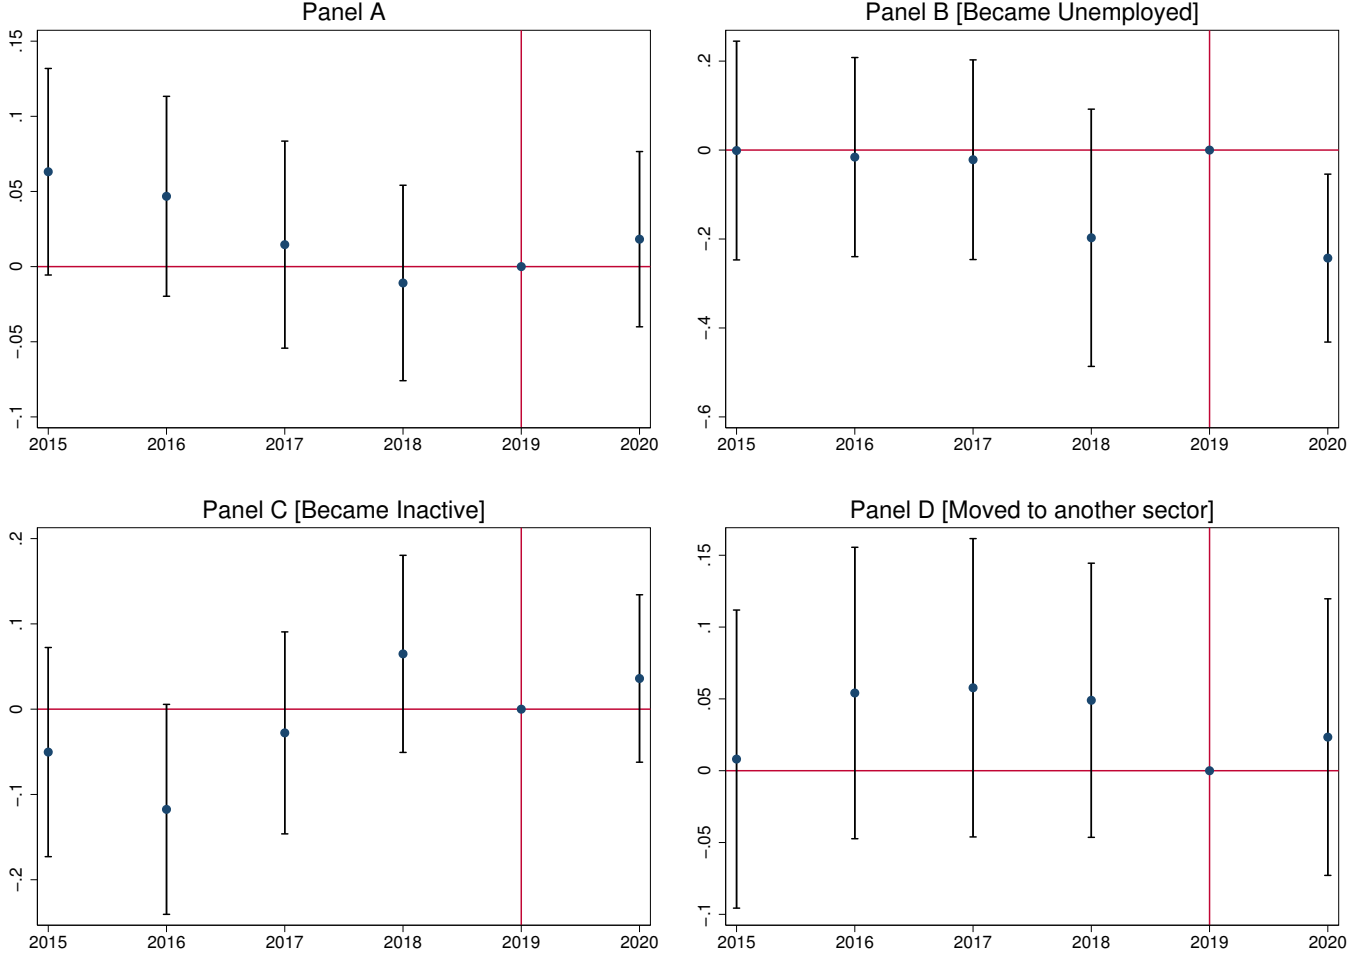 Panel A
.15
.1
.05
0
-.05
-.1
2015 2016 2017 2018 2019 2020
Panel B [Became Unemployed]
.2
0
-.2
-.4
-.6
2015 2016 2017 2018 2019 2020
Panel C [Became Inactive]
.2
.1
0
-.1
-.2
2015 2016 2017 2018 2019 2020
Panel D [Moved to another sector]
.15
.1
.05
0
-.05
-.1
2015 2016 2017 2018 2019 2020